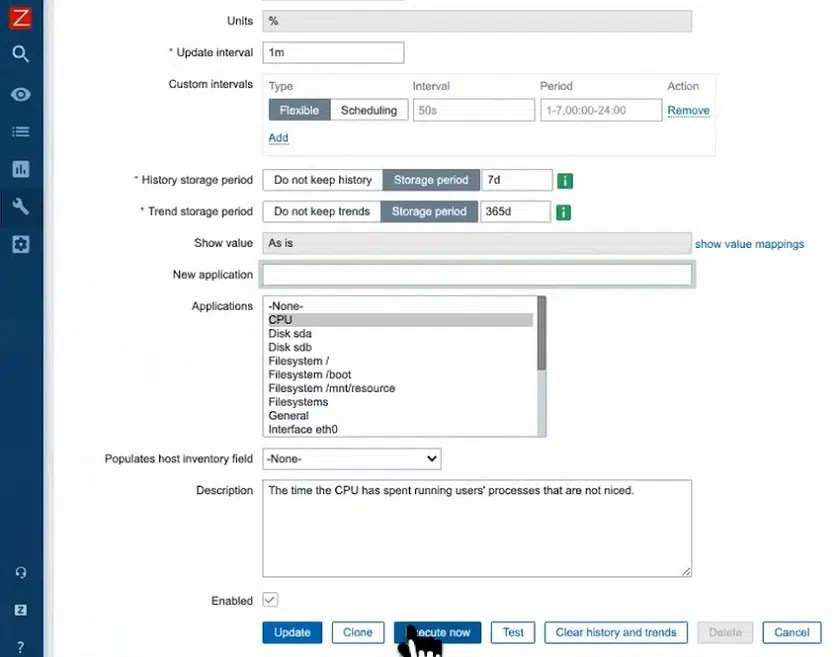 Z
Units %
* Update interval 1m
Custom intervals Type Interval Period Action
Flexible Scheduling 50s 1-7,00:00-24:00 Remove
Add
* History storage period Do not keep history Storage period 7d i
* Trend storage period Do not keep trends Storage period 365d i
Show value As is show value mappings
New application
Applications -None-
CPU
Disk sda
Disk sdb
Filesystem /
Filesystem /boot
Filesystem /mnt/resource
Filesystems
General
Interface eth0
Populates host inventory field -None-
Description The time the CPU has spent running users' processes that are not niced.
Enabled
Update Clone now Test Clear history and trends Delete Cancel
Z
?